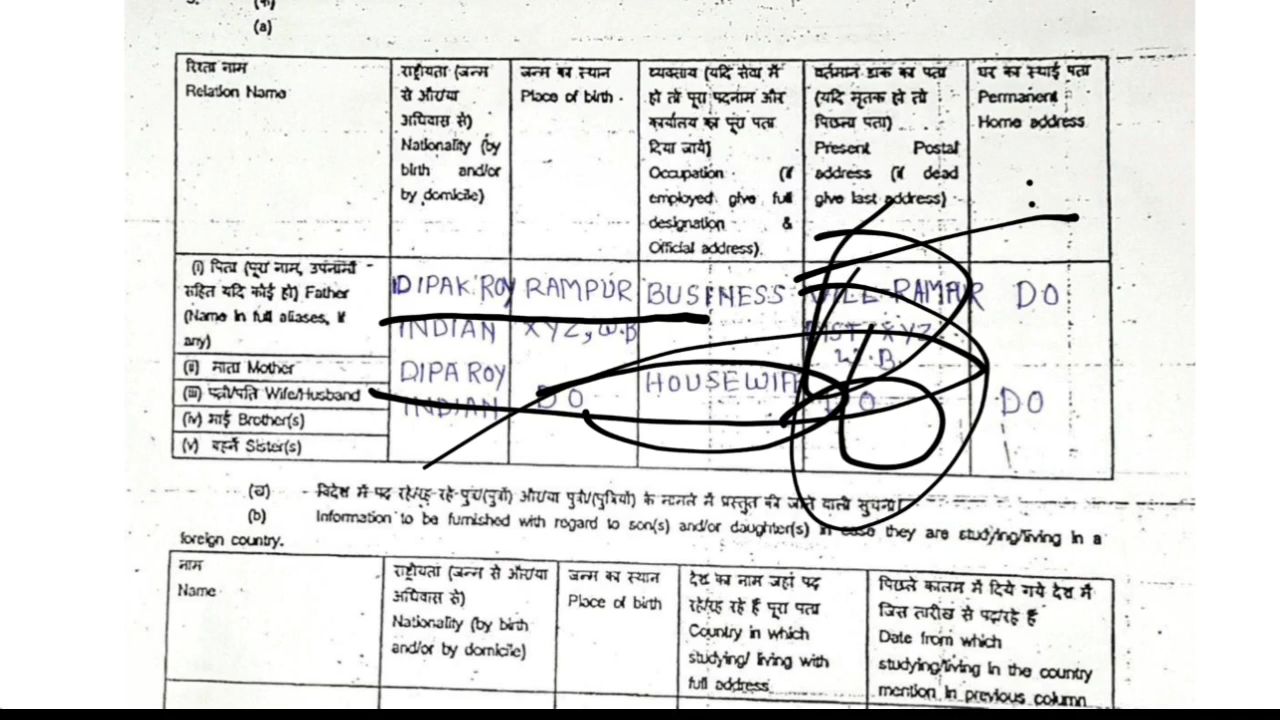 (a)
रिश्ता नाम
Relation Name
राष्ट्रीयता (जन्म
से और/या
अधिवास से)
Nationality (by
birth and/or
by domicile)
जन्म का स्थान
Place of birth
व्यवसाय (यदि सेवा में
हो तो पूरा पदनाम और
कार्यालय का पूरा पता
दिया जाये)
Occupation (if
employed give full
designation &
Official address).
वर्तमान डाक का पता
(यदि मृतक हो तो
पिछला पता)
Present Postal
address (if dead
give last address)
घर का स्थाई पता
Permanent
Home address
(i) पिता (पूरा नाम, उपनामों
सहित यदि कोई हो) Father
(Name in full aliases, if
any)
DIPAK ROY
INDIAN
RAMPUR
XYZ, W.B
BUSINESS
VILL-RAMPUR
DIST-XYZ
W.B
DO
(ii) माता Mother
(iii) पत्नी/पति Wife/Husband
(iv) भाई Brother(s)
(v) बहनें Sister(s)
DIPA ROY
INDIAN
DO
HOUSEWIFE
DO
DO
(ख) विदेश में पढ़ रहे/रह रहे पुत्र(पुत्रों) और/या पुत्री(पुत्रियों) के मामले में प्रस्तुत की जाने वाली सूचना।
(b) Information to be furnished with regard to son(s) and/or daughter(s) in case they are studying/living in a
foreign country.
नाम
Name
राष्ट्रीयता (जन्म से और/या
अधिवास से)
Nationality (by birth
and/or by domicile)
जन्म का स्थान
Place of birth
देश का नाम जहां पढ़
रहे/रह रहे हैं पूरा पता
Country in which
studying/ living with
full address
पिछले कालम में दिये गये देश में
जिस तारीख से पढ़/रहे हैं
Date from which
studying/living in the country
mention in previous column